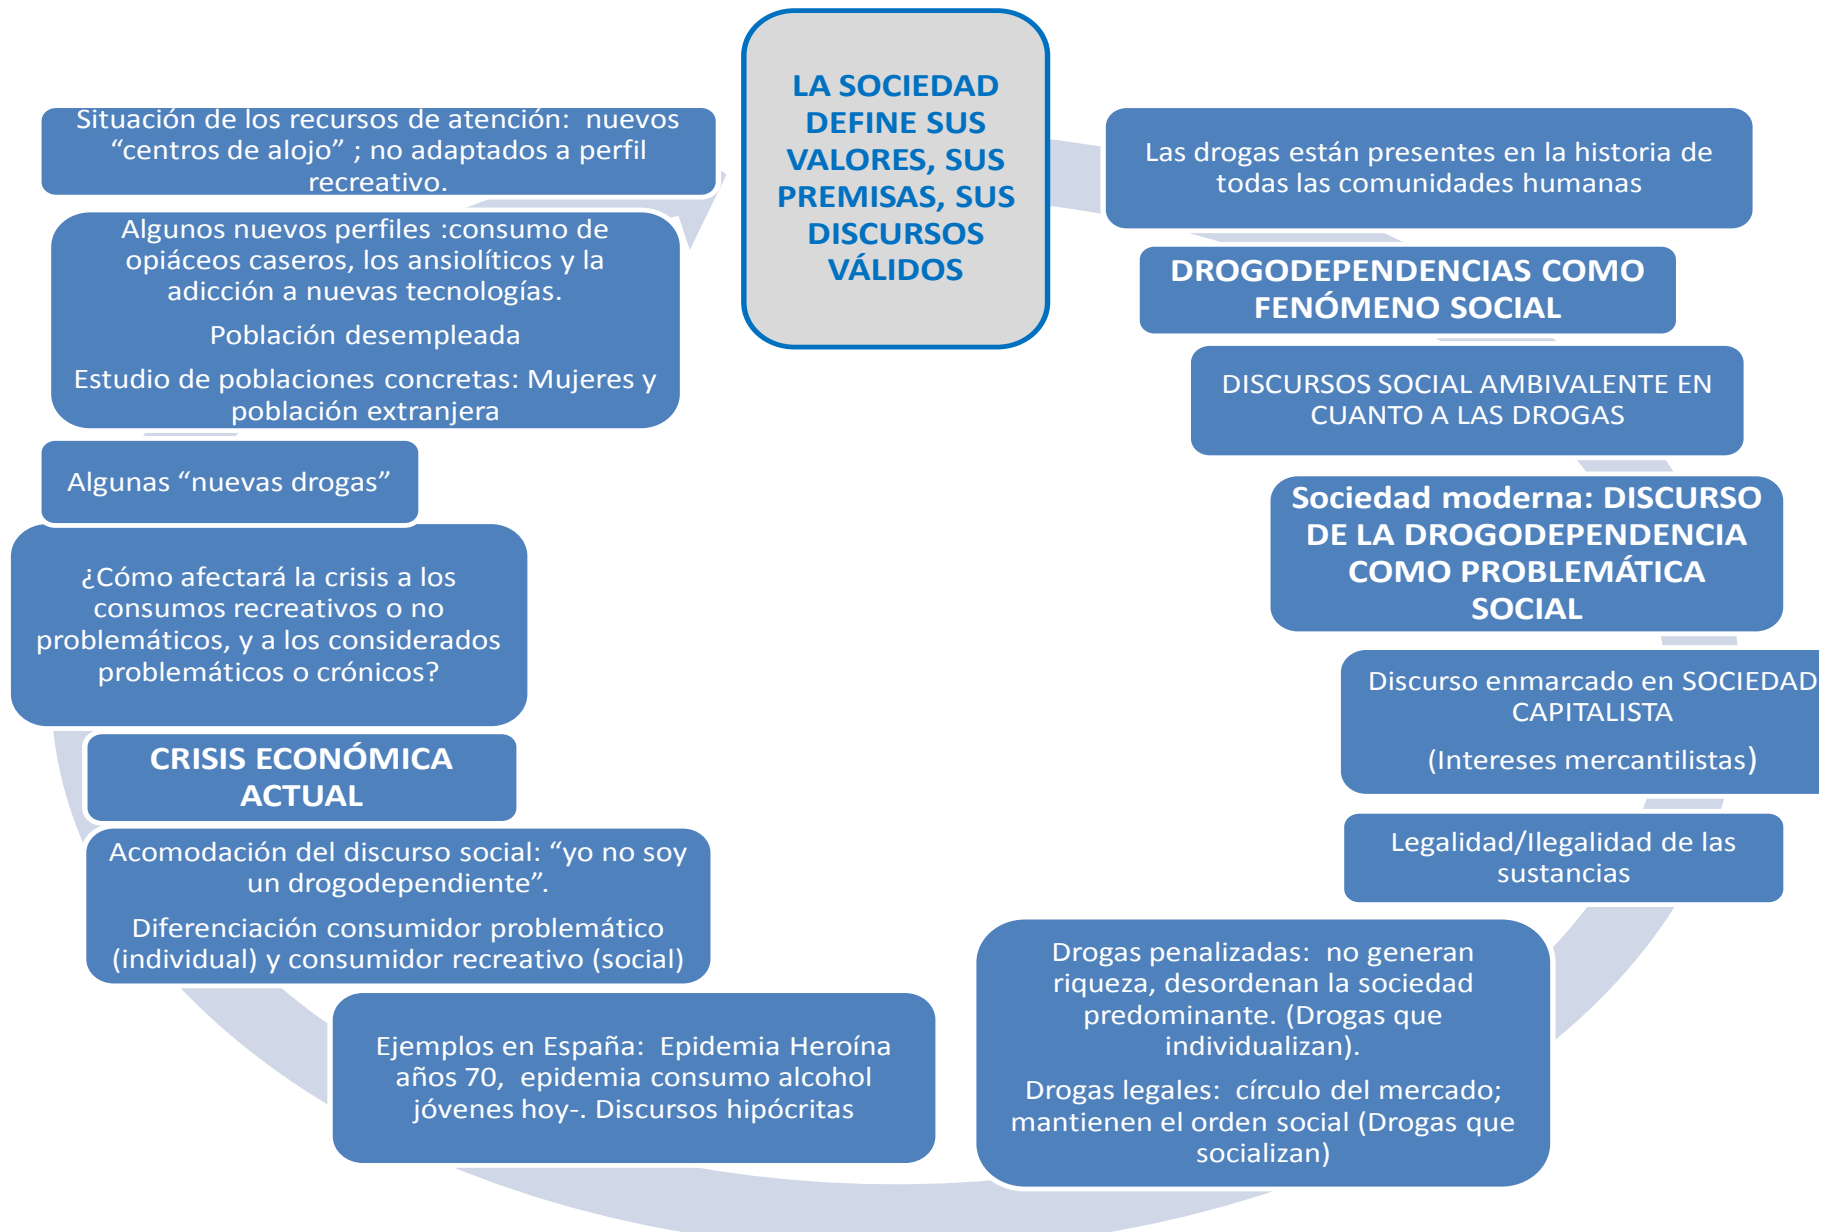 LA SOCIEDAD
DEFINE SUS
VALORES, SUS
PREMISAS, SUS
DISCURSOS
VÁLIDOS
Las drogas están presentes en la historia de
todas las comunidades humanas
DROGODEPENDENCIAS COMO
FENÓMENO SOCIAL
DISCURSOS SOCIAL AMBIVALENTE EN
CUANTO A LAS DROGAS
Sociedad moderna: DISCURSO
DE LA DROGODEPENDENCIA
COMO PROBLEMÁTICA
SOCIAL
Discurso enmarcado en SOCIEDAD
CAPITALISTA
(Intereses mercantilistas)
Legalidad/Ilegalidad de las
sustancias
Drogas penalizadas: no generan
riqueza, desordenan la sociedad
predominante. (Drogas que
individualizan).
Drogas legales: círculo del mercado;
mantienen el orden social (Drogas que
socializan)
Ejemplos en España: Epidemia Heroína
años 70, epidemia consumo alcohol
jóvenes hoy-. Discursos hipócritas
Acomodación del discurso social: “yo no soy
un drogodependiente”.
Diferenciación consumidor problemático
(individual) y consumidor recreativo (social)
CRISIS ECONÓMICA
ACTUAL
¿Cómo afectará la crisis a los
consumos recreativos o no
problemáticos, y a los considerados
problemáticos o crónicos?
Algunas “nuevas drogas”
Algunos nuevos perfiles :consumo de
opiáceos caseros, los ansiolíticos y la
adicción a nuevas tecnologías.
Población desempleada
Estudio de poblaciones concretas: Mujeres y
población extranjera
Situación de los recursos de atención: nuevos
“centros de alojo” ; no adaptados a perfil
recreativo.